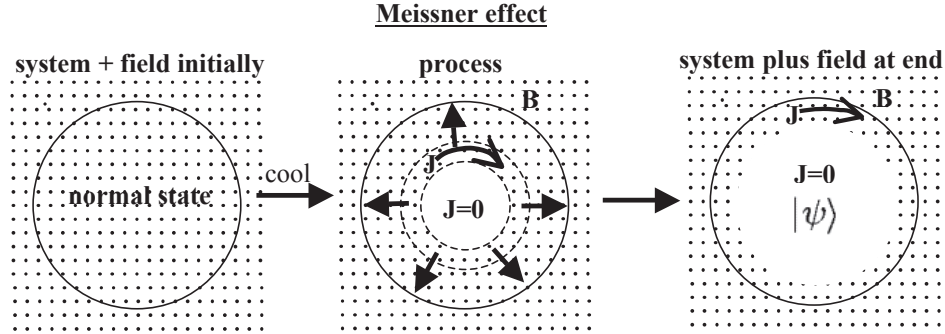 Meissner effect
system + field initially
process
system plus field at end
B
B
J
J
normal state
cool
J=0
J=0
|ψ⟩